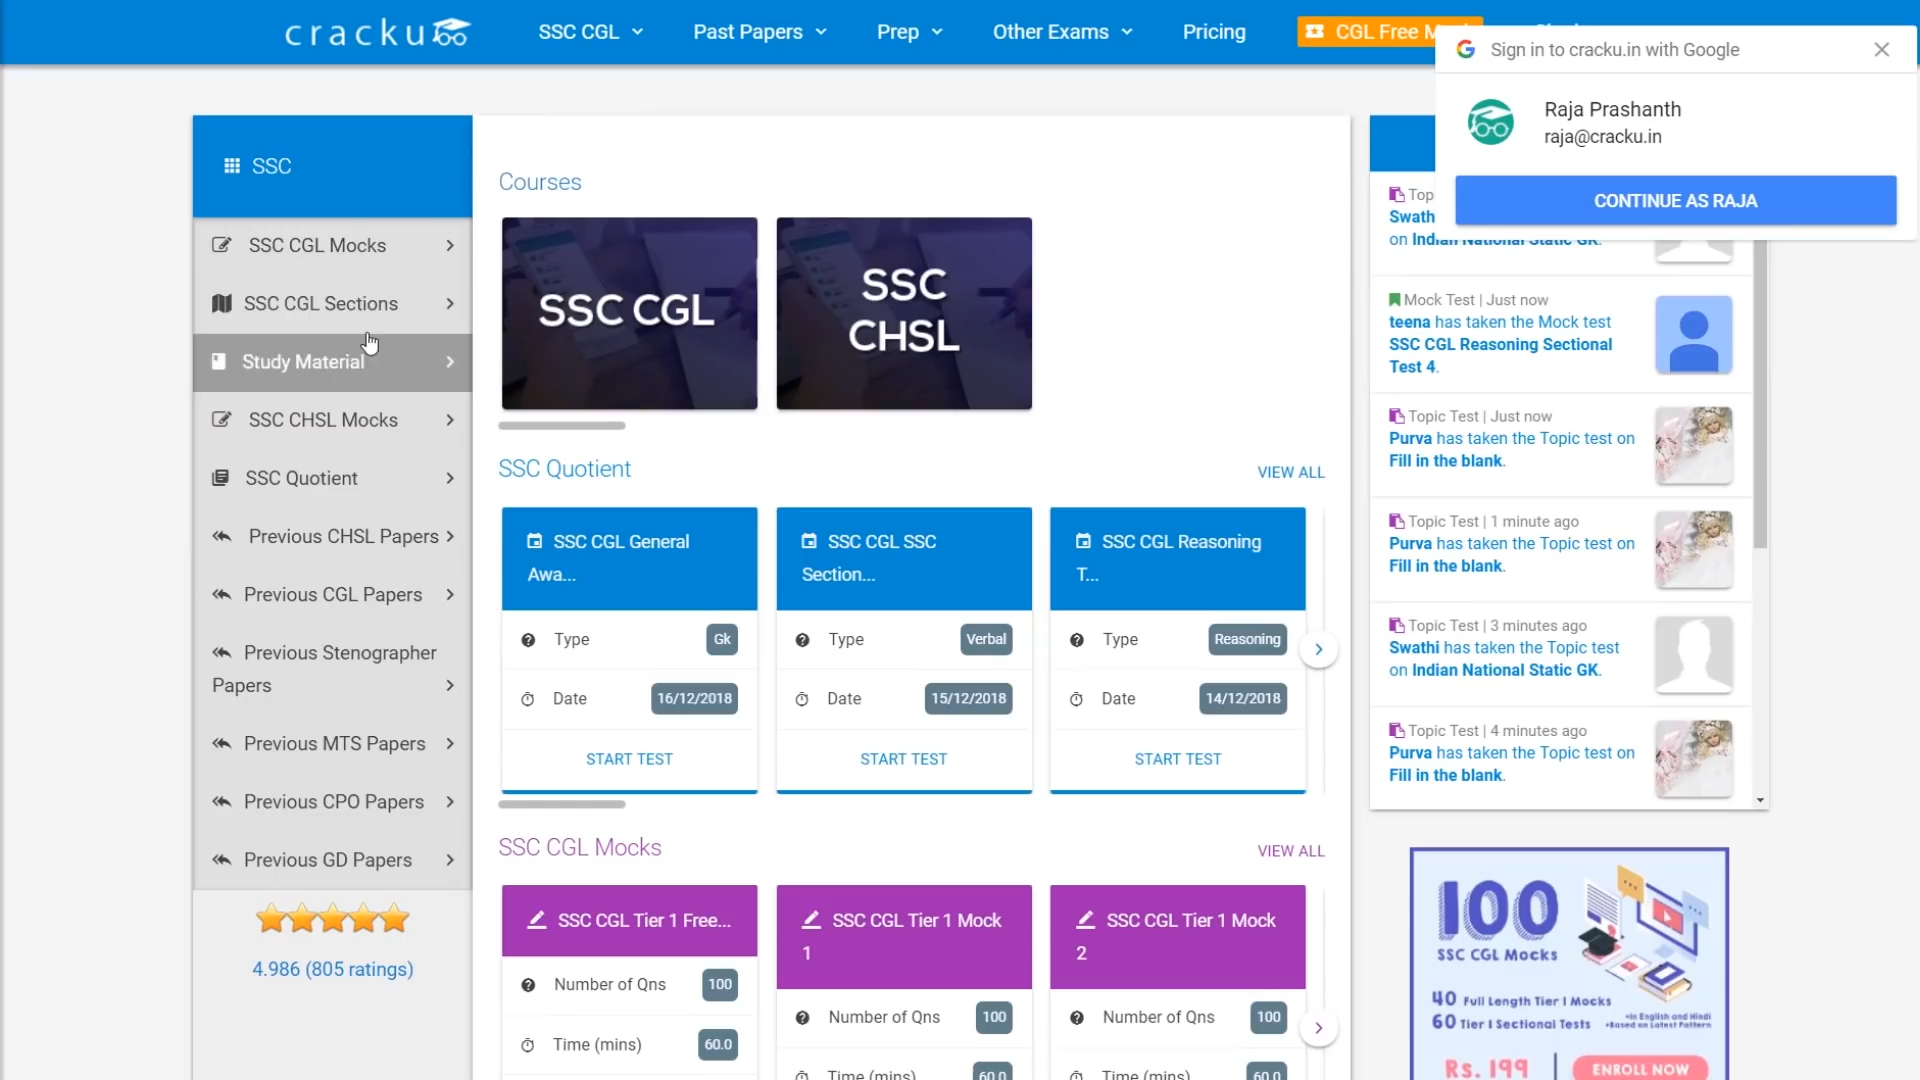 cracku
SSC CGL
Past Papers
Prep
Other Exams
Pricing
CGL Free
Sign in to cracku.in with Google
Raja Prashanth
raja@cracku.in
CONTINUE AS RAJA
SSC
SSC CGL Mocks
SSC CGL Sections
Study Material
SSC CHSL Mocks
SSC Quotient
Previous CHSL Papers
Previous CGL Papers
Previous Stenographer
Papers
Previous MTS Papers
Previous CPO Papers
Previous GD Papers
4.986 (805 ratings)
Courses
SSC CGL
SSC
CHSL
SSC Quotient
VIEW ALL
SSC CGL General
Awa...
Type
Gk
Date
16/12/2018
START TEST
SSC CGL SSC
Section...
Type
Verbal
Date
15/12/2018
START TEST
SSC CGL Reasoning
T...
Type
Reasoning
Date
14/12/2018
START TEST
SSC CGL Mocks
VIEW ALL
SSC CGL Tier 1 Free...
Number of Qns
100
Time (mins)
60.0
SSC CGL Tier 1 Mock
1
Number of Qns
100
Time (mins)
60.0
SSC CGL Tier 1 Mock
2
Number of Qns
100
Time (mins)
60.0
Top
Swath
on Indian National Static GK.
Mock Test | Just now
teena has taken the Mock test
SSC CGL Reasoning Sectional
Test 4.
Topic Test | Just now
Purva has taken the Topic test on
Fill in the blank.
Topic Test | 1 minute ago
Purva has taken the Topic test on
Fill in the blank.
Topic Test | 3 minutes ago
Swathi has taken the Topic test
on Indian National Static GK.
Topic Test | 4 minutes ago
Purva has taken the Topic test on
Fill in the blank.
100
SSC CGL Mocks
40 Full Length Tier I Mocks
60 Tier I Sectional Tests
*In English and Hindi
*Based on Latest Pattern
Rs. 199
ENROLL NOW